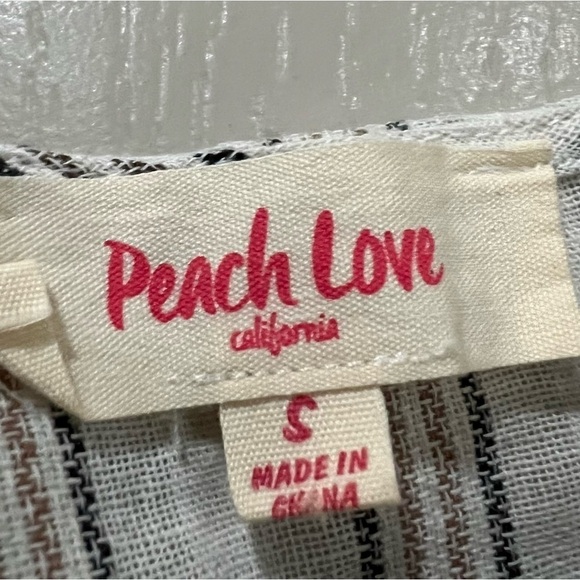 Peach Love
california
S
MADE IN
CHINA